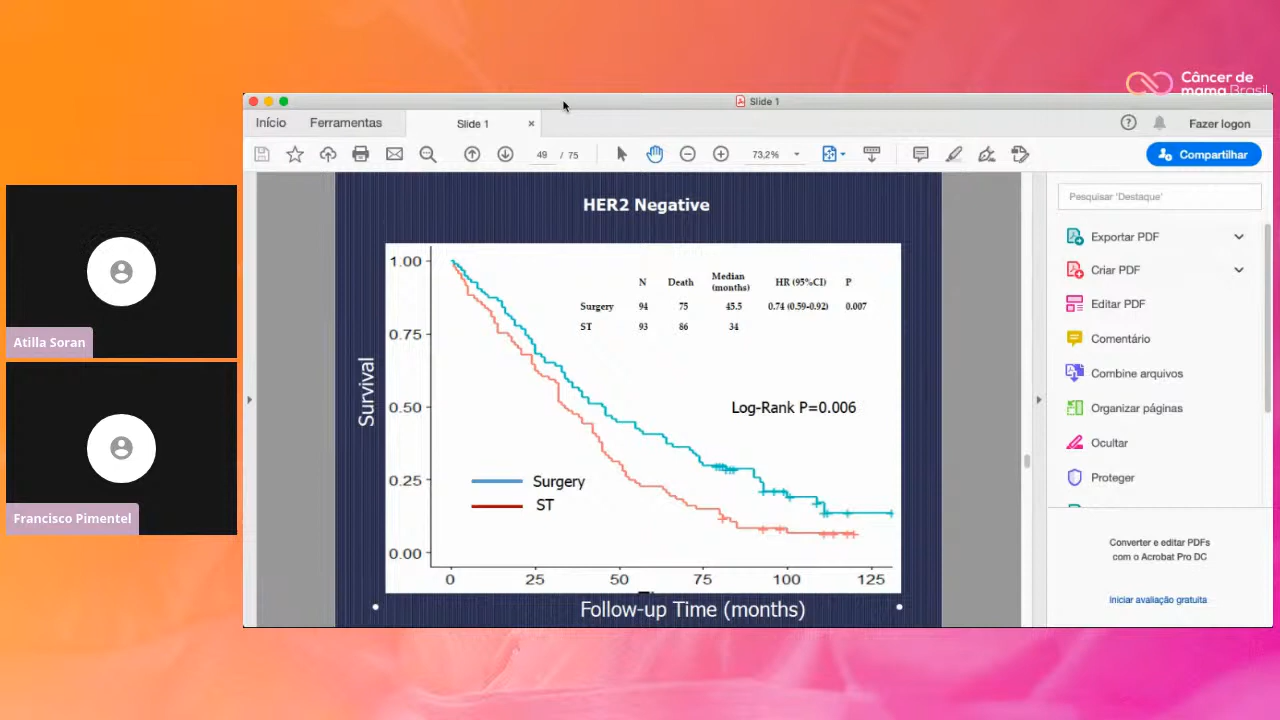 Câncer de
mama Brasil
Slide 1
Início Ferramentas Slide 1 × Fazer logon
49 / 75 73,2% Compartilhar
HER2 Negative
N Death Median (months) HR (95%CI) P
Surgery 94 75 45.5 0.74 (0.59-0.92) 0.007
ST 93 86 34
1.00
0.75
0.50
0.25
0.00
Survival
Log-Rank P=0.006
Surgery
ST
0 25 50 75 100 125
Follow-up Time (months)
Atilla Soran
Francisco Pimentel
Pesquisar 'Destaque'
Exportar PDF
Criar PDF
Editar PDF
Comentário
Combine arquivos
Organizar páginas
Ocultar
Proteger
Converter e editar PDFs
com o Acrobat Pro DC
Iniciar avaliação gratuita